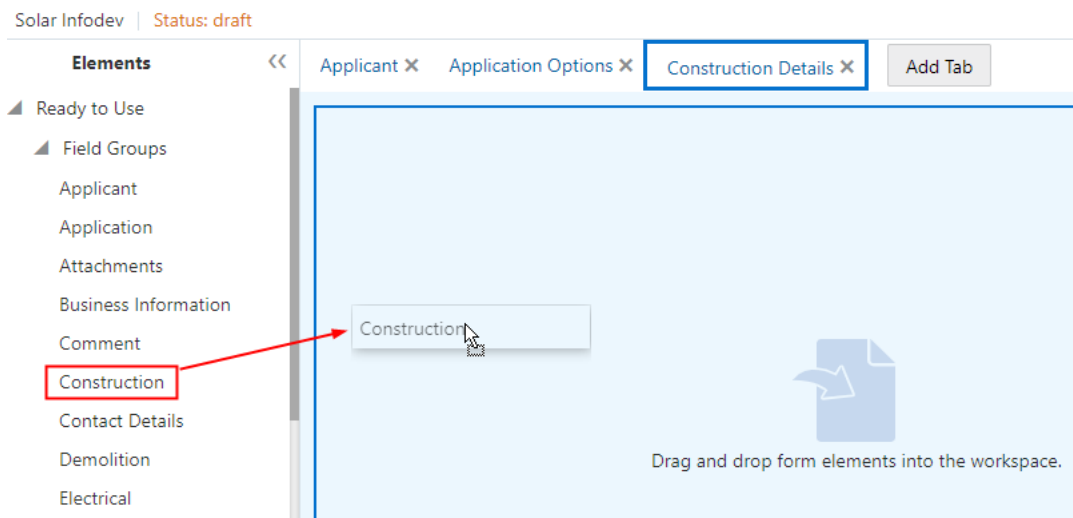 Solar Infodev Status: draft
Elements
Applicant Application Options Construction Details Add Tab
Ready to Use
Field Groups
Applicant
Application
Attachments
Business Information
Comment
Construction
Contact Details
Demolition
Electrical
Construction
Drag and drop form elements into the workspace.